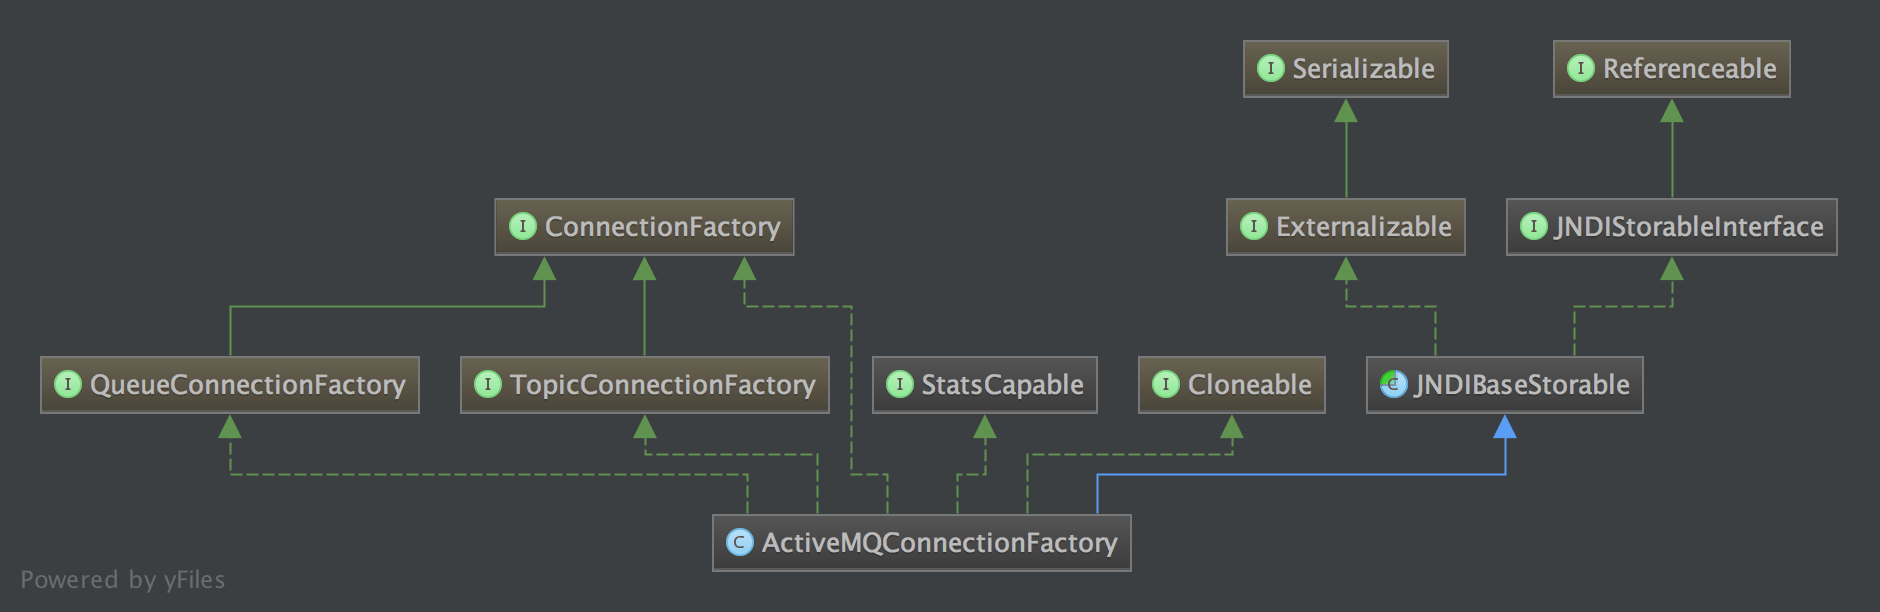 I Serializable
I Referenceable
I ConnectionFactory
I Externalizable
I JNDIStorableInterface
I QueueConnectionFactory
I TopicConnectionFactory
I StatsCapable
I Cloneable
C JNDIBaseStorable
C ActiveMQConnectionFactory
Powered by yFiles